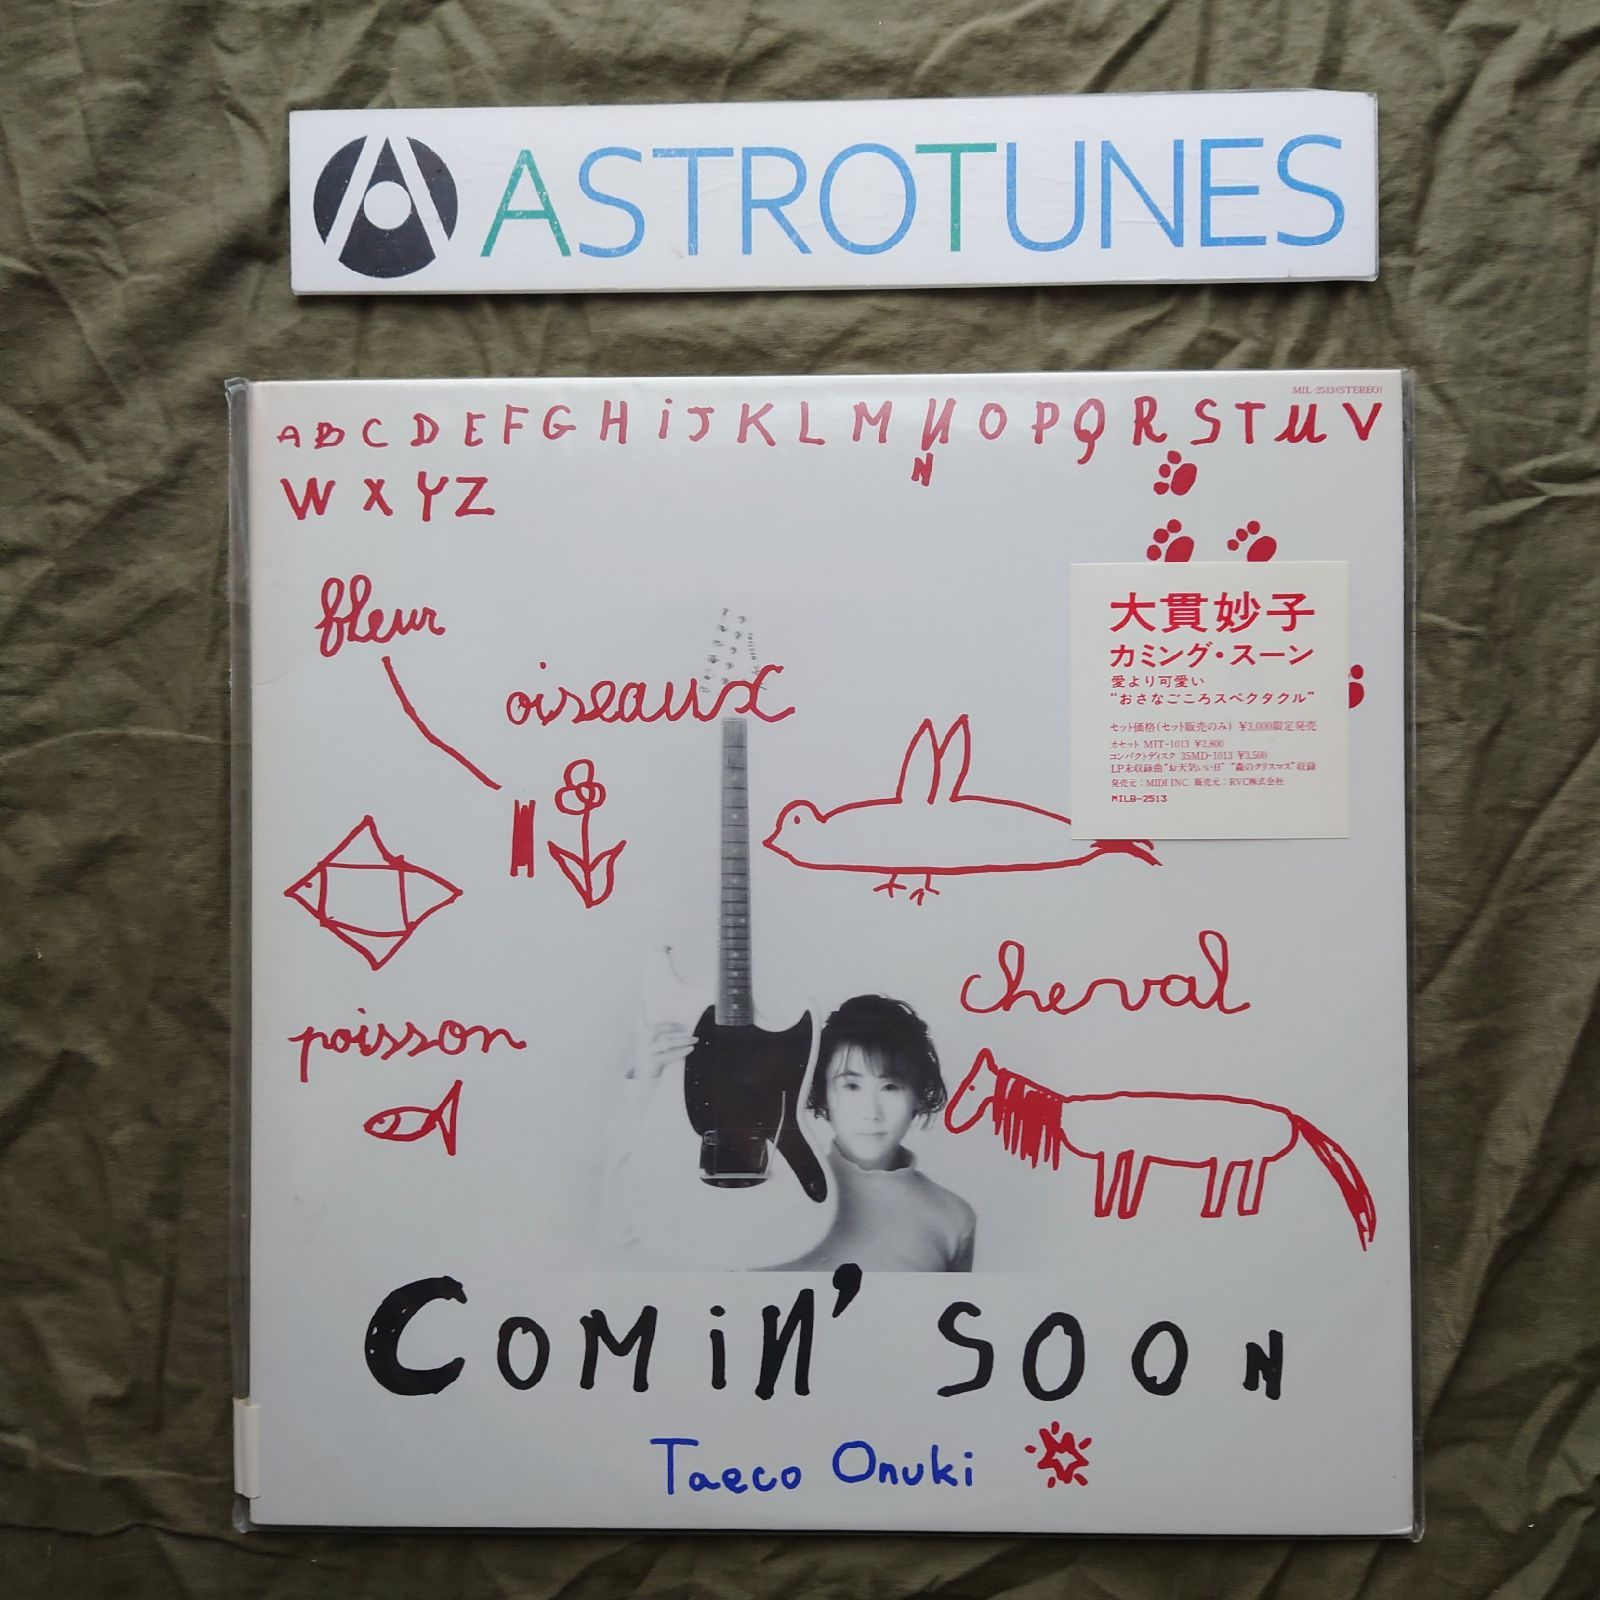 ASTROTUNES
MIL-2513(STEREO)
A B C D E F G H i J K L M N O P Q R S T U V
N
W X Y Z
fleur
oiseaux
大貫妙子
カミング・スーン
愛より可愛い
“おさなごころスペクタクル”
セット価格(セット販売のみ) ¥3,000限定発売
カセット MIT-1013 ¥2,800
コンパクトディスク 35MD-1013 ¥3,500
LP未収録曲“お天気いい日” “森のクリスマス”収録
発売元：MIDI INC. 販売元：RVC株式会社
MILB-2513
cheval
poisson
COMiN' SOON
Taeco Onuki